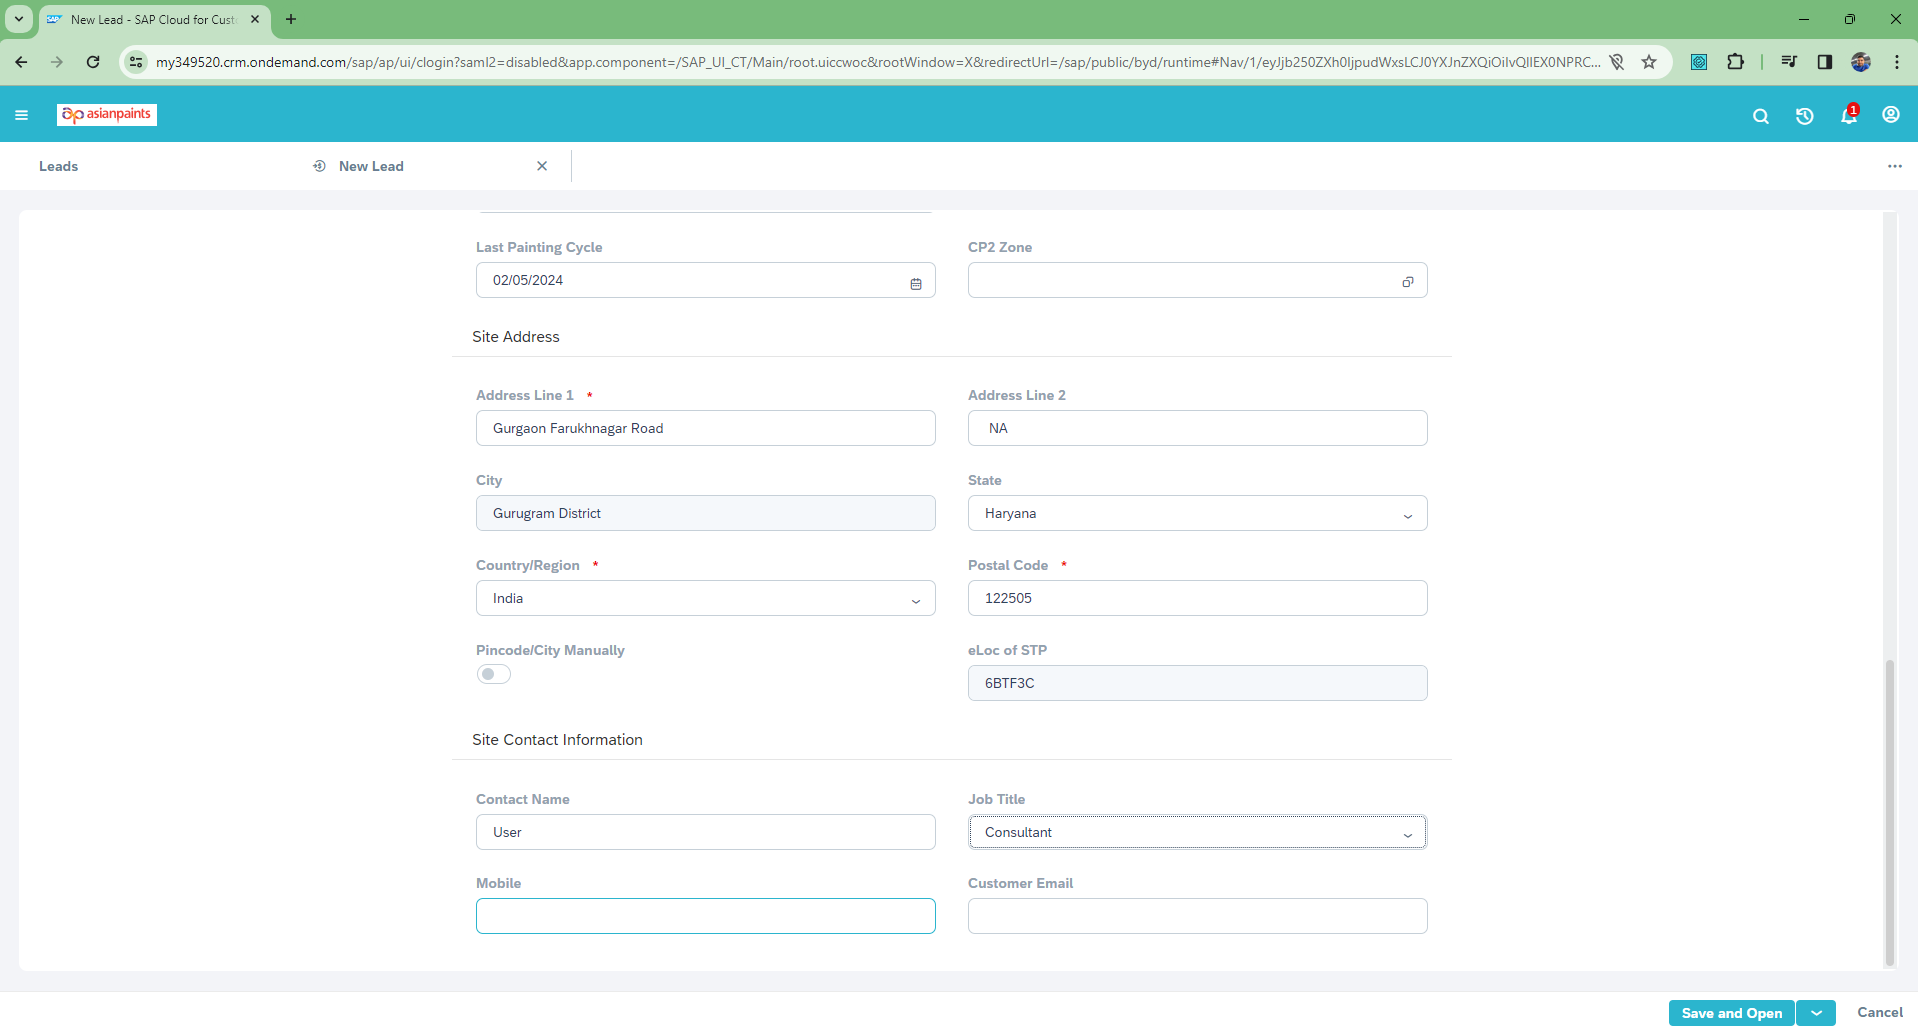 SAP New Lead - SAP Cloud for Cust
my349520.crm.ondemand.com/sap/ap/ui/clogin?saml2=disabled&app.component=/SAP_UI_CT/Main/root.uiccwoc&rootWindow=X&redirectUrl=/sap/public/byd/runtime#Nav/1/eyJjb250ZXh0IjpudWxsLCJ0YXJnZXQiOiIvQllEX0NPRC...
asianpaints
1
Leads New Lead
Last Painting Cycle CP2 Zone
02/05/2024
Site Address
Address Line 1 * Address Line 2
Gurgaon Farukhnagar Road NA
City State
Gurugram District Haryana
Country/Region * Postal Code *
India 122505
Pincode/City Manually eLoc of STP
6BTF3C
Site Contact Information
Contact Name Job Title
User Consultant
Mobile Customer Email
Save and Open Cancel